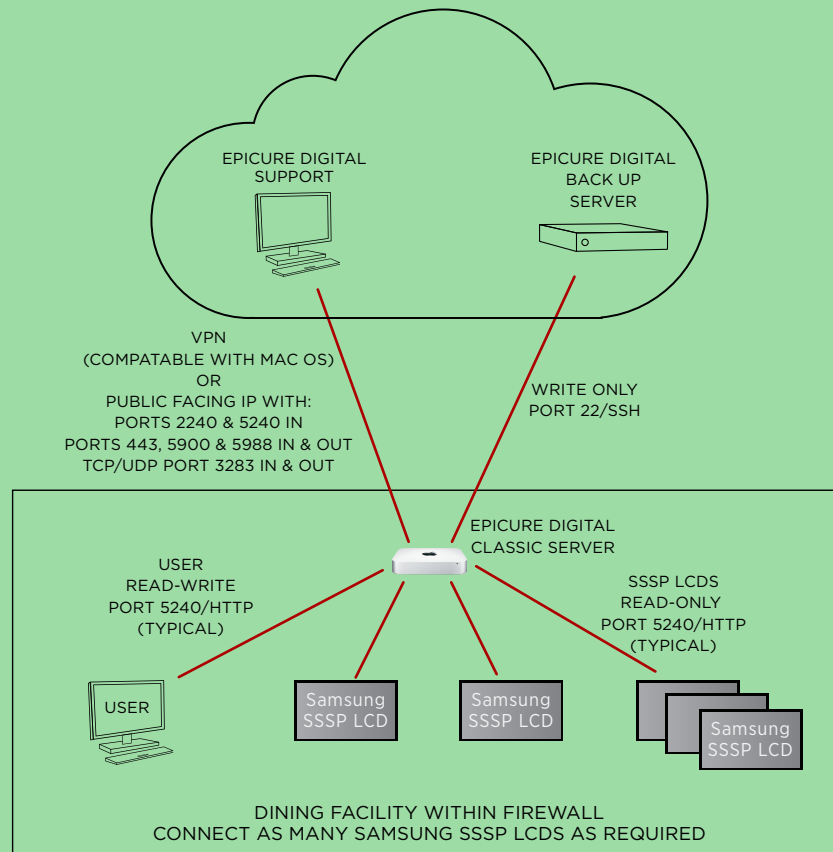 EPICURE DIGITAL
SUPPORT
EPICURE DIGITAL
BACK UP
SERVER
VPN
(COMPATABLE WITH MAC OS)
OR
PUBLIC FACING IP WITH:
PORTS 2240 & 5240 IN
PORTS 443, 5900 & 5988 IN & OUT
TCP/UDP PORT 3283 IN & OUT
WRITE ONLY
PORT 22/SSH
EPICURE DIGITAL
CLASSIC SERVER
USER
READ-WRITE
PORT 5240/HTTP
(TYPICAL)
SSSP LCDS
READ-ONLY
PORT 5240/HTTP
(TYPICAL)
USER
Samsung
SSSP LCD
Samsung
SSSP LCD
Samsung
SSSP LCD
DINING FACILITY WITHIN FIREWALL
CONNECT AS MANY SAMSUNG SSSP LCDS AS REQUIRED